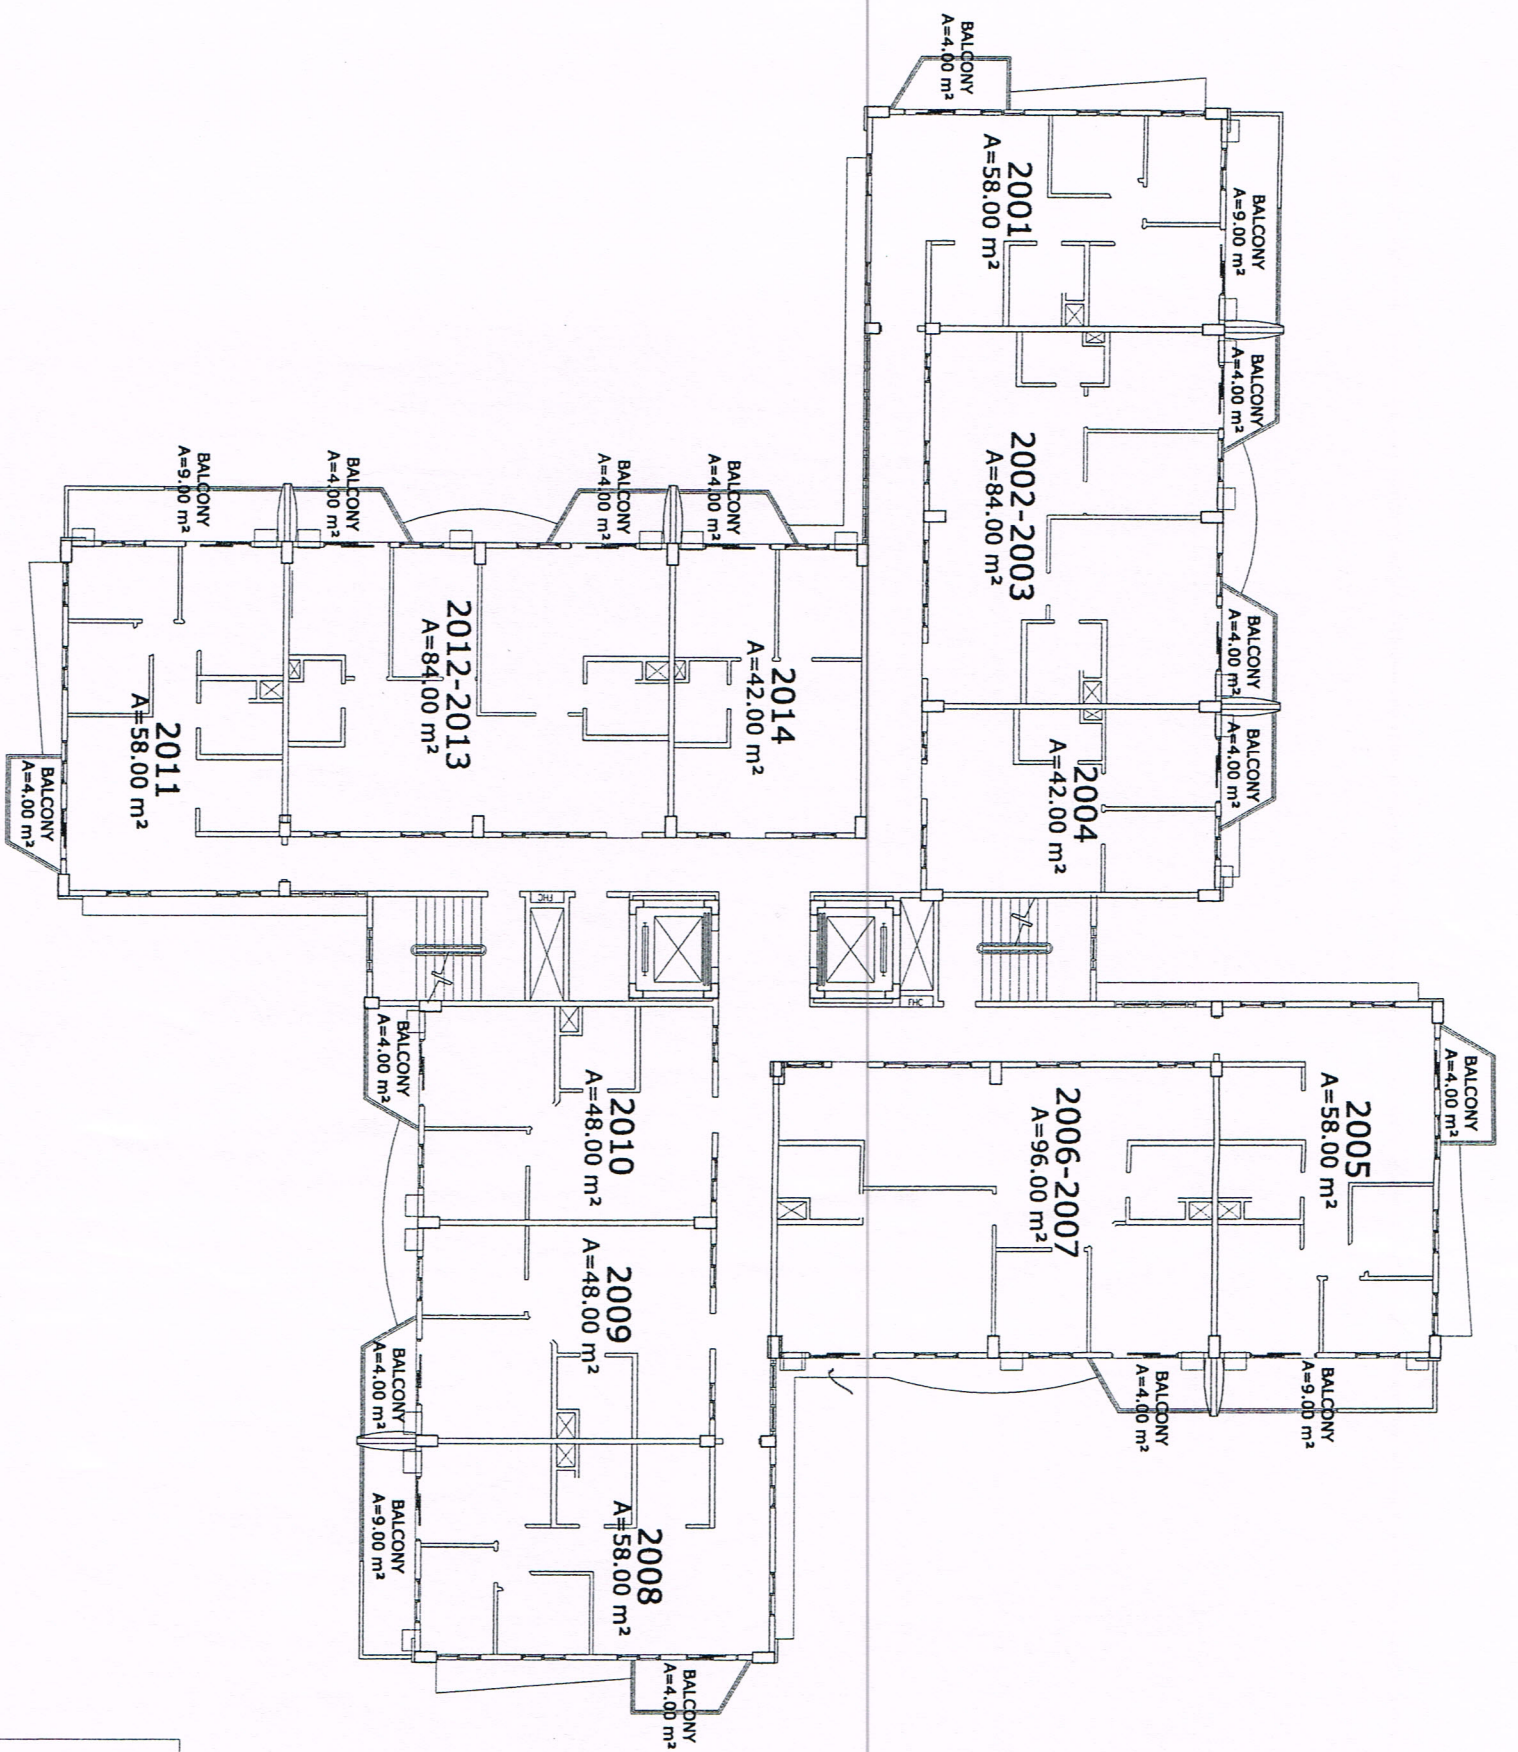 BALCONY
A=4.00 m²
2001
A=58.00 m²
BALCONY
A=9.00 m²
BALCONY
A=4.00 m²
2002-2003
A=84.00 m²
BALCONY
A=4.00 m²
BALCONY
A=4.00 m²
2004
A=42.00 m²
BALCONY
A=9.00 m²
BALCONY
A=4.00 m²
BALCONY
A=4.00 m²
BALCONY
A=4.00 m²
2012-2013
A=84.00 m²
2014
A=42.00 m²
2011
A=58.00 m²
BALCONY
A=4.00 m²
FHC
FHC
BALCONY
A=4.00 m²
2010
A=48.00 m²
2006-2007
A=96.00 m²
2005
A=58.00 m²
BALCONY
A=4.00 m²
2009
A=48.00 m²
BALCONY
A=4.00 m²
BALCONY
A=4.00 m²
BALCONY
A=9.00 m²
BALCONY
A=9.00 m²
2008
A=58.00 m²
BALCONY
A=4.00 m²